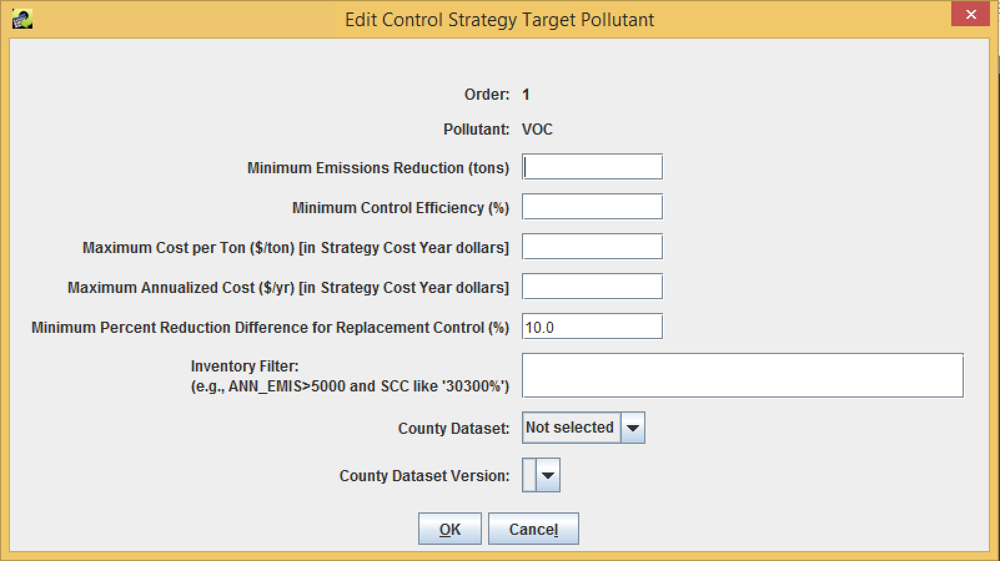 Edit Control Strategy Target Pollutant
Order: 1
Pollutant: VOC
Minimum Emissions Reduction (tons)
Minimum Control Efficiency (%)
Maximum Cost per Ton ($/ton) [in Strategy Cost Year dollars]
Maximum Annualized Cost ($/yr) [in Strategy Cost Year dollars]
Minimum Percent Reduction Difference for Replacement Control (%) 10.0
Inventory Filter:
(e.g., ANN_EMIS>5000 and SCC like '30300%')
County Dataset: Not selected
County Dataset Version:
OK Cancel